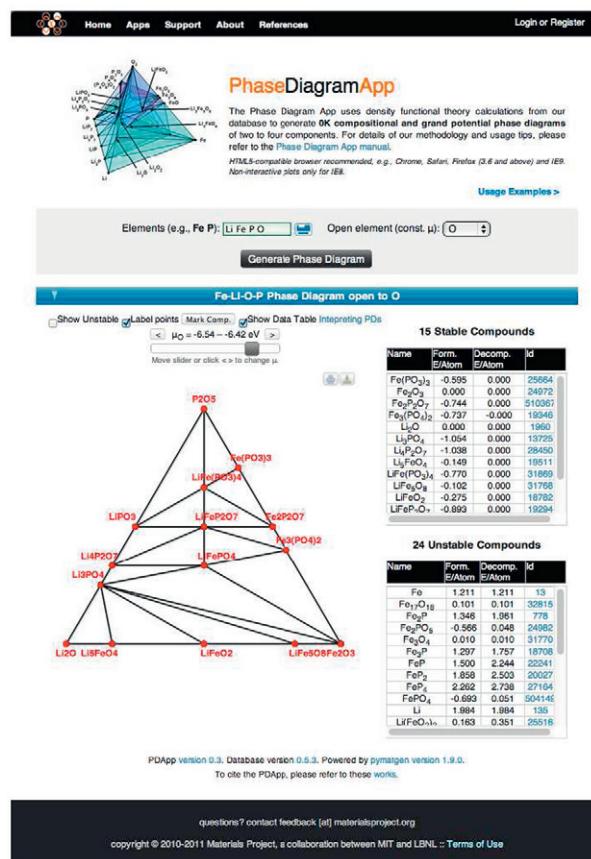 Home Apps Support About References Login or Register
PhaseDiagramApp
The Phase Diagram App uses density functional theory calculations from our
database to generate 0K compositional and grand potential phase diagrams
of two to four components. For details of our methodology and usage tips, please
refer to the Phase Diagram App manual.
HTML5-compatible browser recommended, e.g., Chrome, Safari, Firefox (3.6 and above) and IE9.
Non-interactive plots only for IE8.
Usage Examples >
Elements (e.g., Fe P): Li Fe P O Open element (const. μ): O
Generate Phase Diagram
Fe-Li-O-P Phase Diagram open to O
Show Unstable Label points Mark Comp. Show Data Table Intepreting PDs
< μO = -6.54 – -6.42 eV >
Move slider or click < > to change μ.
P2O5
Fe(PO3)3
LiFe(PO3)4
LiPO3 LiFeP2O7 Fe2P2O7
Fe3(PO4)2
Li4P2O7 LiFePO4
Li3PO4
Li2O Li5FeO4 LiFeO2 LiFe5O8Fe2O3
15 Stable Compounds
Name Form. E/Atom Decomp. E/Atom Id
Fe(PO3)3 -0.595 0.000 25664
Fe2O3 0.000 0.000 24972
Fe2P2O7 -0.744 0.000 510367
Fe3(PO4)2 -0.737 -0.000 19346
Li2O 0.000 0.000 1960
Li3PO4 -1.054 0.000 13725
Li4P2O7 -1.038 0.000 28450
Li5FeO4 -0.149 0.000 19511
LiFe(PO3)4 -0.770 0.000 31869
LiFe5O8 -0.102 0.000 31768
LiFeO2 -0.275 0.000 18782
LiFeP2O7 -0.893 0.000 19294
24 Unstable Compounds
Name Form. E/Atom Decomp. E/Atom Id
Fe 1.211 1.211 13
Fe17O18 0.101 0.101 32815
Fe2P 1.346 1.961 778
Fe2PO5 -0.566 0.048 24982
Fe3O4 0.010 0.010 31770
Fe3P 1.297 1.757 18708
FeP 1.500 2.244 22241
FeP2 1.858 2.503 20027
FeP4 2.262 2.738 27164
FePO4 -0.693 0.051 504149
Li 1.984 1.984 135
Li(FeO2)2 0.163 0.351 25516
PDApp version 0.3. Database version 0.5.3. Powered by pymatgen version 1.9.0.
To cite the PDApp, please refer to these works.
questions? contact feedback [at] materialsproject.org
copyright © 2010-2011 Materials Project, a collaboration between MIT and LBNL :: Terms of Use